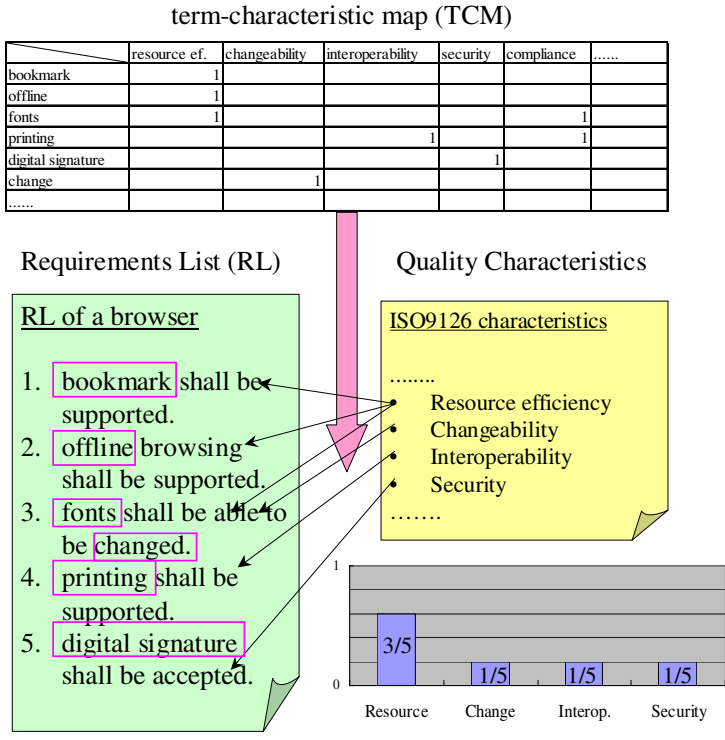 term-characteristic map (TCM)
resource ef. changeability interoperability security compliance ......
bookmark 1
offline 1
fonts 1 1
printing 1 1
digital signature 1
change 1
......
Requirements List (RL)
RL of a browser
1. bookmark shall be
supported.
2. offline browsing
shall be supported.
3. fonts shall be able to
be changed.
4. printing shall be
supported.
5. digital signature
shall be accepted.
Quality Characteristics
ISO9126 characteristics
........
• Resource efficiency
• Changeability
• Interoperability
• Security
.......
1
0
3/5 1/5 1/5 1/5
Resource Change Interop. Security